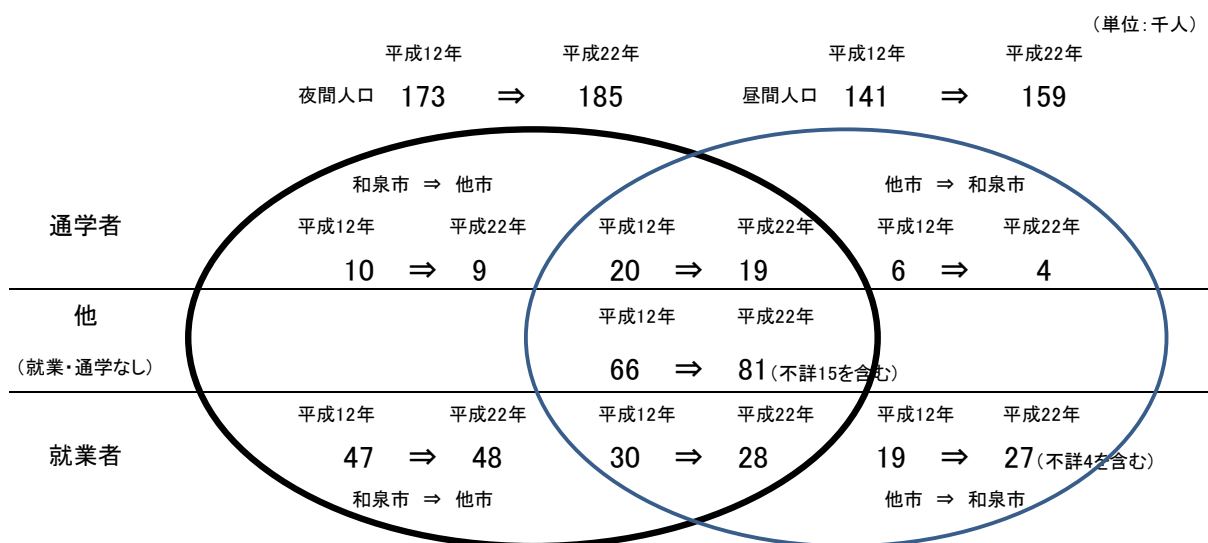 (単位:千人)
平成12年 平成22年 平成12年 平成22年
夜間人口 173 ⇒ 185 昼間人口 141 ⇒ 159
和泉市 ⇒ 他市 他市 ⇒ 和泉市
通学者 平成12年 平成22年 平成12年 平成22年 平成12年 平成22年
10 ⇒ 9 20 ⇒ 19 6 ⇒ 4
他 平成12年 平成22年
(就業・通学なし) 66 ⇒ 81(不詳15を含む)
平成12年 平成22年 平成12年 平成22年 平成12年 平成22年
就業者 47 ⇒ 48 30 ⇒ 28 19 ⇒ 27(不詳4を含む)
和泉市 ⇒ 他市 他市 ⇒ 和泉市